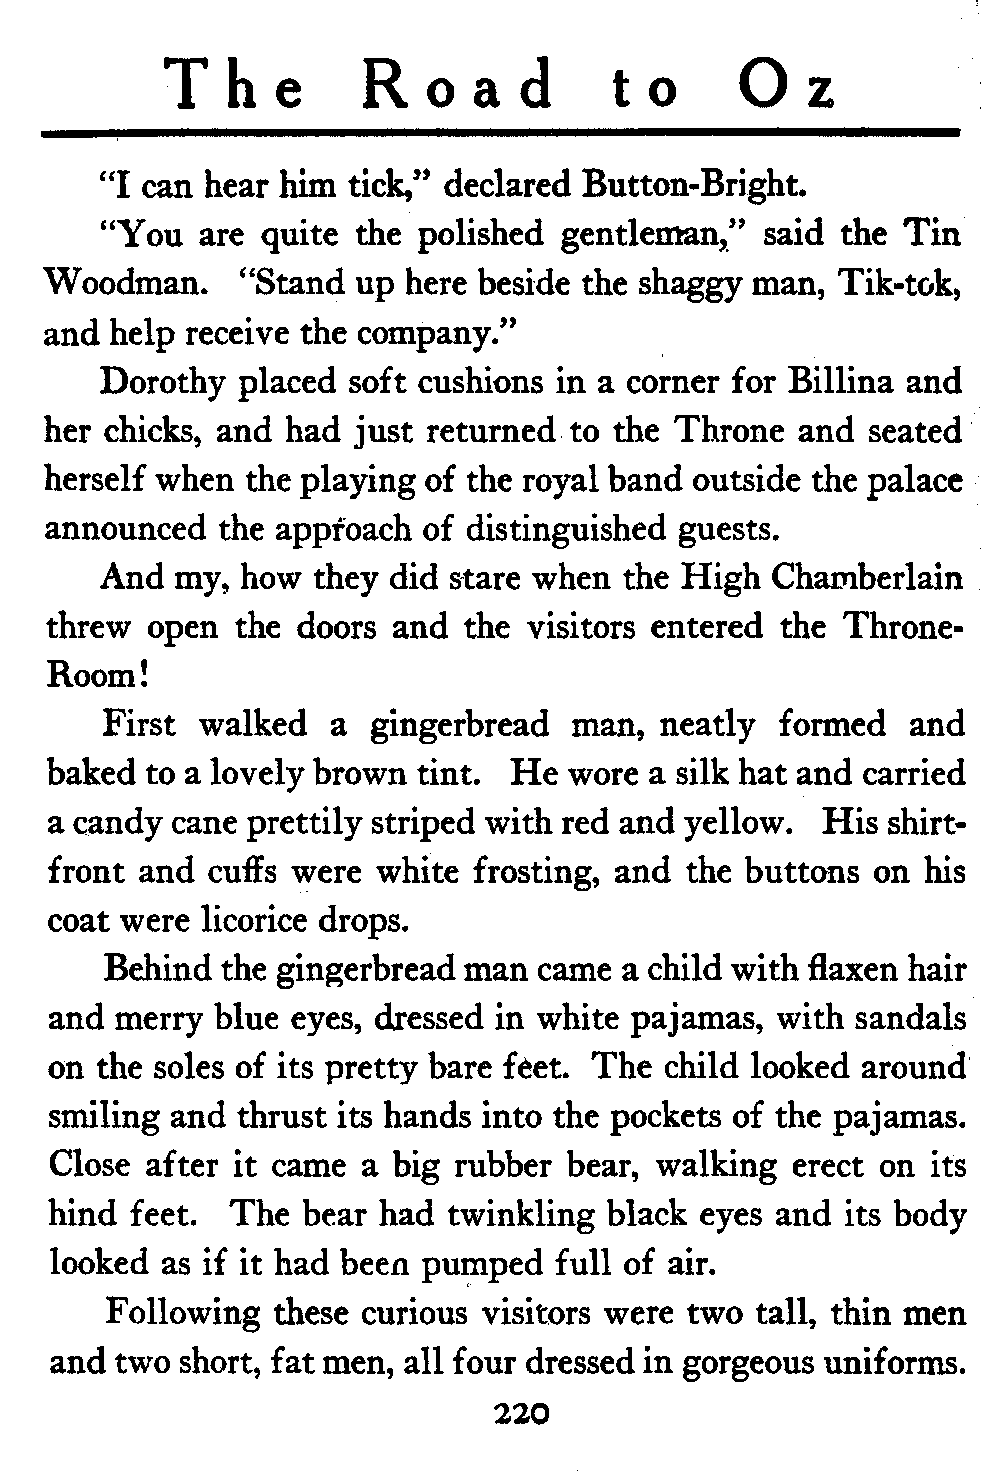 The Road to Oz
“I can hear him tick,” declared Button-Bright.
“You are quite the polished gentleman,” said the Tin
Woodman. “Stand up here beside the shaggy man, Tik-tok,
and help receive the company.”
Dorothy placed soft cushions in a corner for Billina and
her chicks, and had just returned to the Throne and seated
herself when the playing of the royal band outside the palace
announced the approach of distinguished guests.
And my, how they did stare when the High Chamberlain
threw open the doors and the visitors entered the Throne-
Room!
First walked a gingerbread man, neatly formed and
baked to a lovely brown tint. He wore a silk hat and carried
a candy cane prettily striped with red and yellow. His shirt-
front and cuffs were white frosting, and the buttons on his
coat were licorice drops.
Behind the gingerbread man came a child with flaxen hair
and merry blue eyes, dressed in white pajamas, with sandals
on the soles of its pretty bare feet. The child looked around
smiling and thrust its hands into the pockets of the pajamas.
Close after it came a big rubber bear, walking erect on its
hind feet. The bear had twinkling black eyes and its body
looked as if it had been pumped full of air.
Following these curious visitors were two tall, thin men
and two short, fat men, all four dressed in gorgeous uniforms.
220